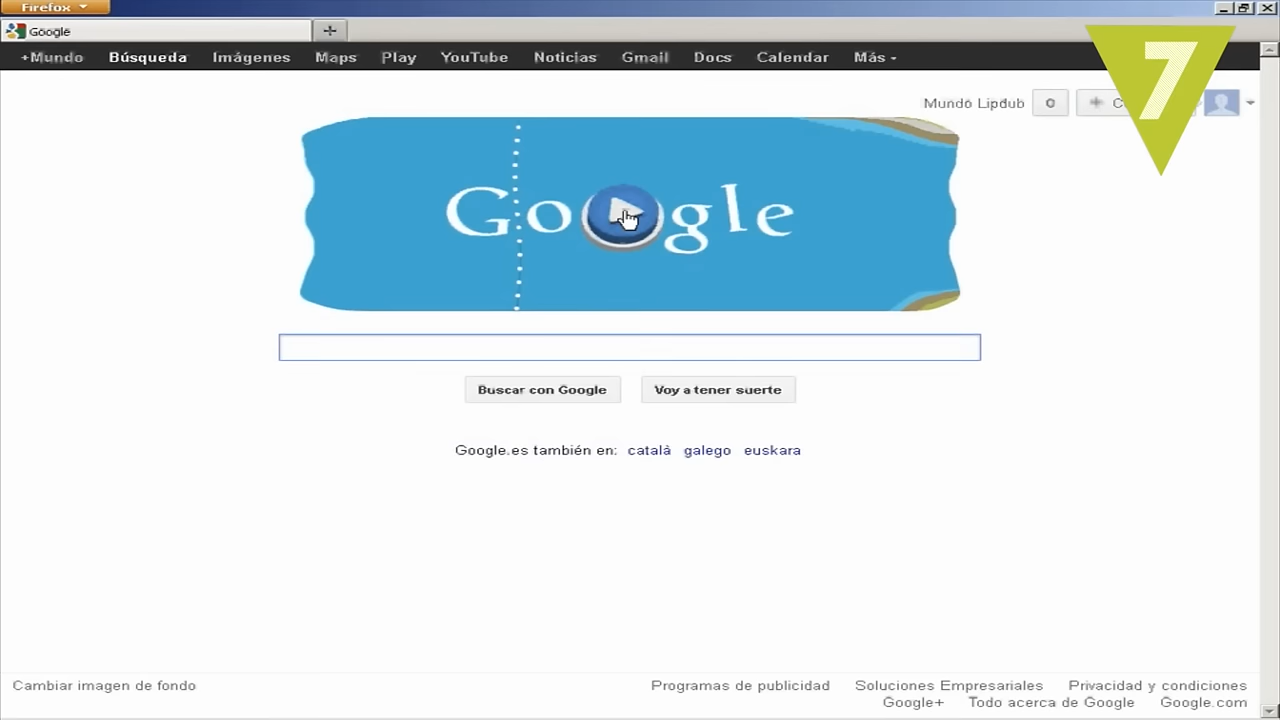 Firefox
Google
+Mundo Búsqueda Imágenes Maps Play YouTube Noticias Gmail Docs Calendar Más
7
Mundo Lipdub 0 + C
Google
Buscar con Google Voy a tener suerte
Google.es también en: català galego euskara
Cambiar imagen de fondo Programas de publicidad Soluciones Empresariales Privacidad y condiciones
Google+ Todo acerca de Google Google.com